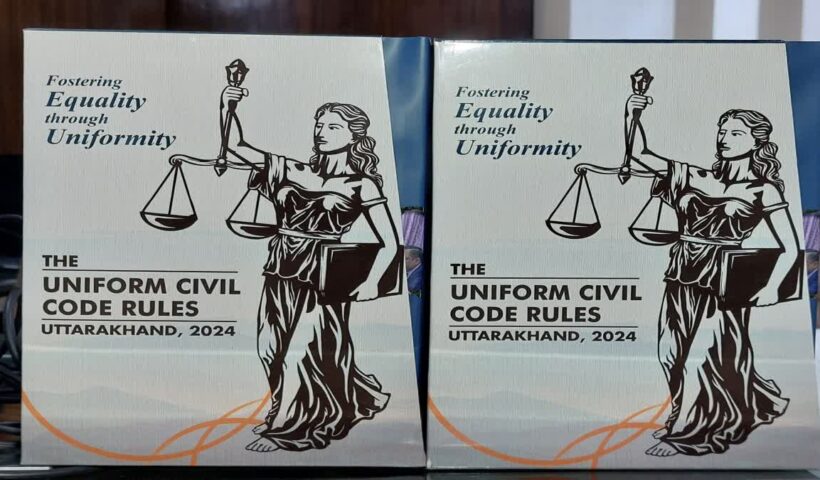 Fostering
Equality
through
Uniformity
THE
UNIFORM CIVIL
CODE RULES
UTTARAKHAND, 2024
Fostering
Equality
through
Uniformity
THE
UNIFORM CIVIL
CODE RULES
UTTARAKHAND, 2024